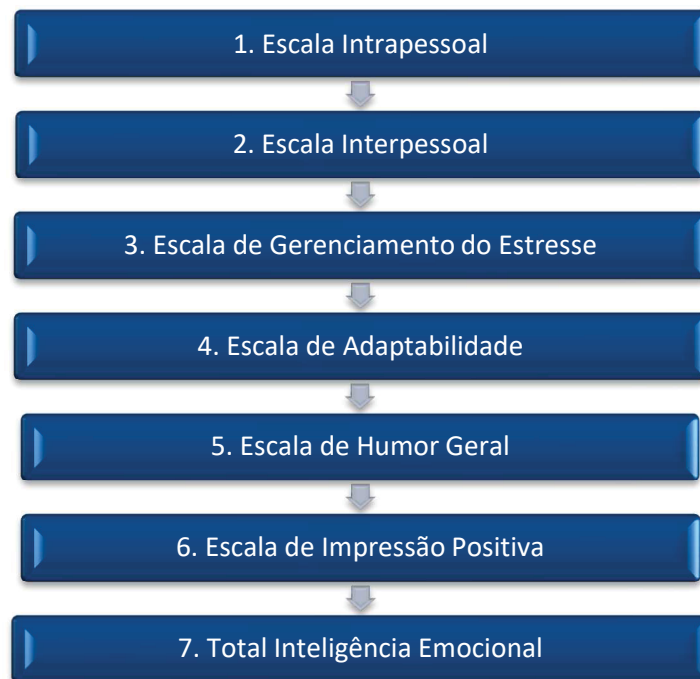 1. Escala Intrapessoal
2. Escala Interpessoal
3. Escala de Gerenciamento do Estresse
4. Escala de Adaptabilidade
5. Escala de Humor Geral
6. Escala de Impressão Positiva
7. Total Inteligência Emocional